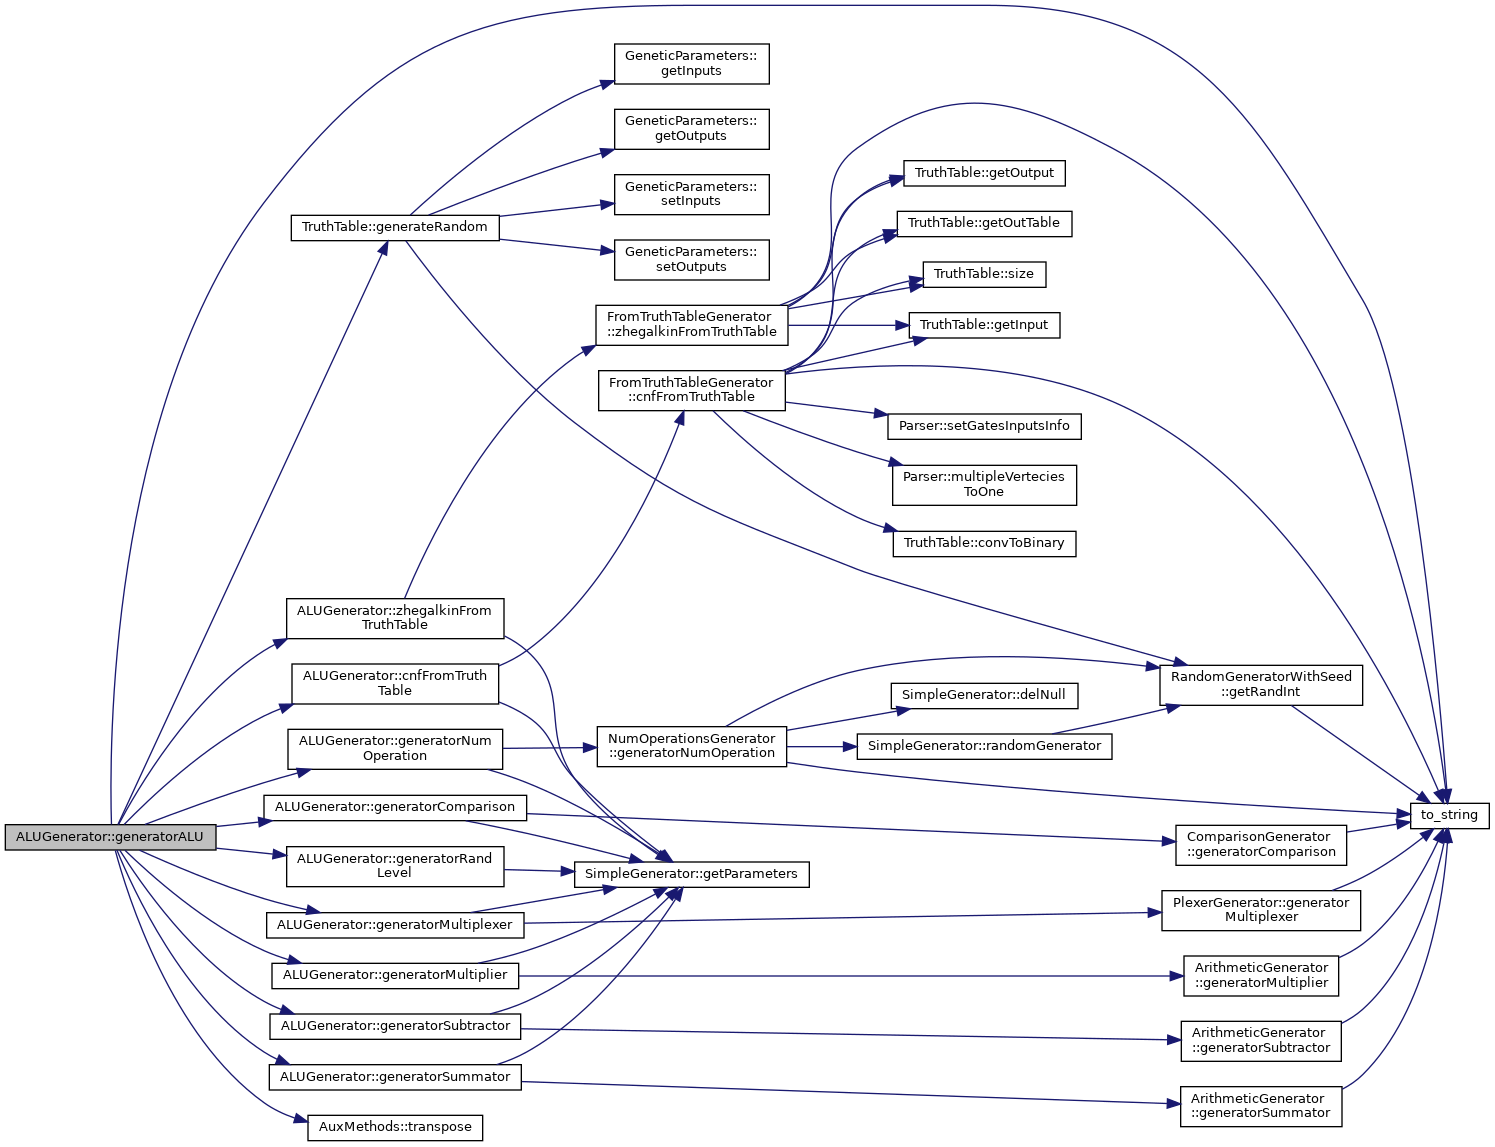 GeneticParameters::
getInputs
GeneticParameters::
getOutputs
GeneticParameters::
setInputs
GeneticParameters::
setOutputs
TruthTable::generateRandom
TruthTable::getOutput
TruthTable::getOutTable
TruthTable::size
TruthTable::getInput
FromTruthTableGenerator
::zhegalkinFromTruthTable
FromTruthTableGenerator
::cnfFromTruthTable
Parser::setGatesInputsInfo
Parser::multipleVertecies
ToOne
TruthTable::convToBinary
ALUGenerator::zhegalkinFrom
TruthTable
ALUGenerator::cnfFromTruth
Table
ALUGenerator::generatorNum
Operation
NumOperationsGenerator
::generatorNumOperation
SimpleGenerator::delNull
SimpleGenerator::randomGenerator
RandomGeneratorWithSeed
::getRandInt
to_string
ALUGenerator::generatorALU
ALUGenerator::generatorComparison
ALUGenerator::generatorRand
Level
SimpleGenerator::getParameters
ComparisonGenerator
::generatorComparison
ALUGenerator::generatorMultiplexer
PlexerGenerator::generator
Multiplexer
ALUGenerator::generatorMultiplier
ArithmeticGenerator
::generatorMultiplier
ALUGenerator::generatorSubtractor
ArithmeticGenerator
::generatorSubtractor
ALUGenerator::generatorSummator
ArithmeticGenerator
::generatorSummator
AuxMethods::transpose